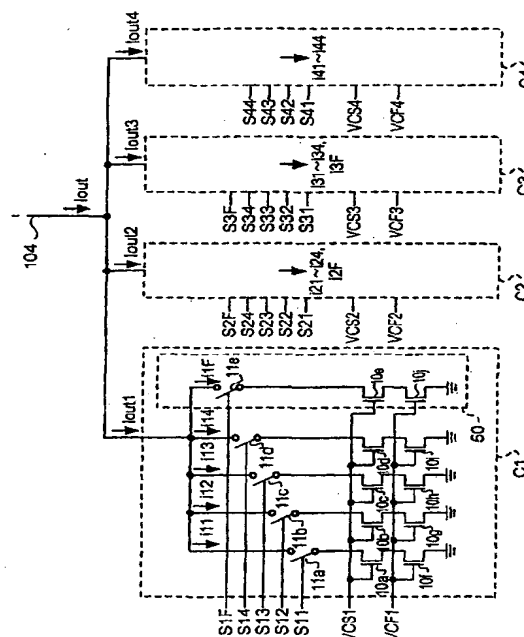 104
Iout
Iout1
Iout2
Iout3
Iout4
i11
i12
i13
i14
i1F
11a
11b
11c
11d
11e
S1F
S14
S13
S12
S11
VCS1
VCF1
10a
10b
10c
10d
10e
10f
10g
10h
10i
10j
60
C1
S2F
S24
S23
S22
S21
VCS2
VCF2
i21~i24,
i2F
C2
S3F
S34
S33
S32
S31
VCS3
VCF3
i31~i34,
i3F
C3
S44
S43
S42
S41
VCS4
VCF4
i41~i44